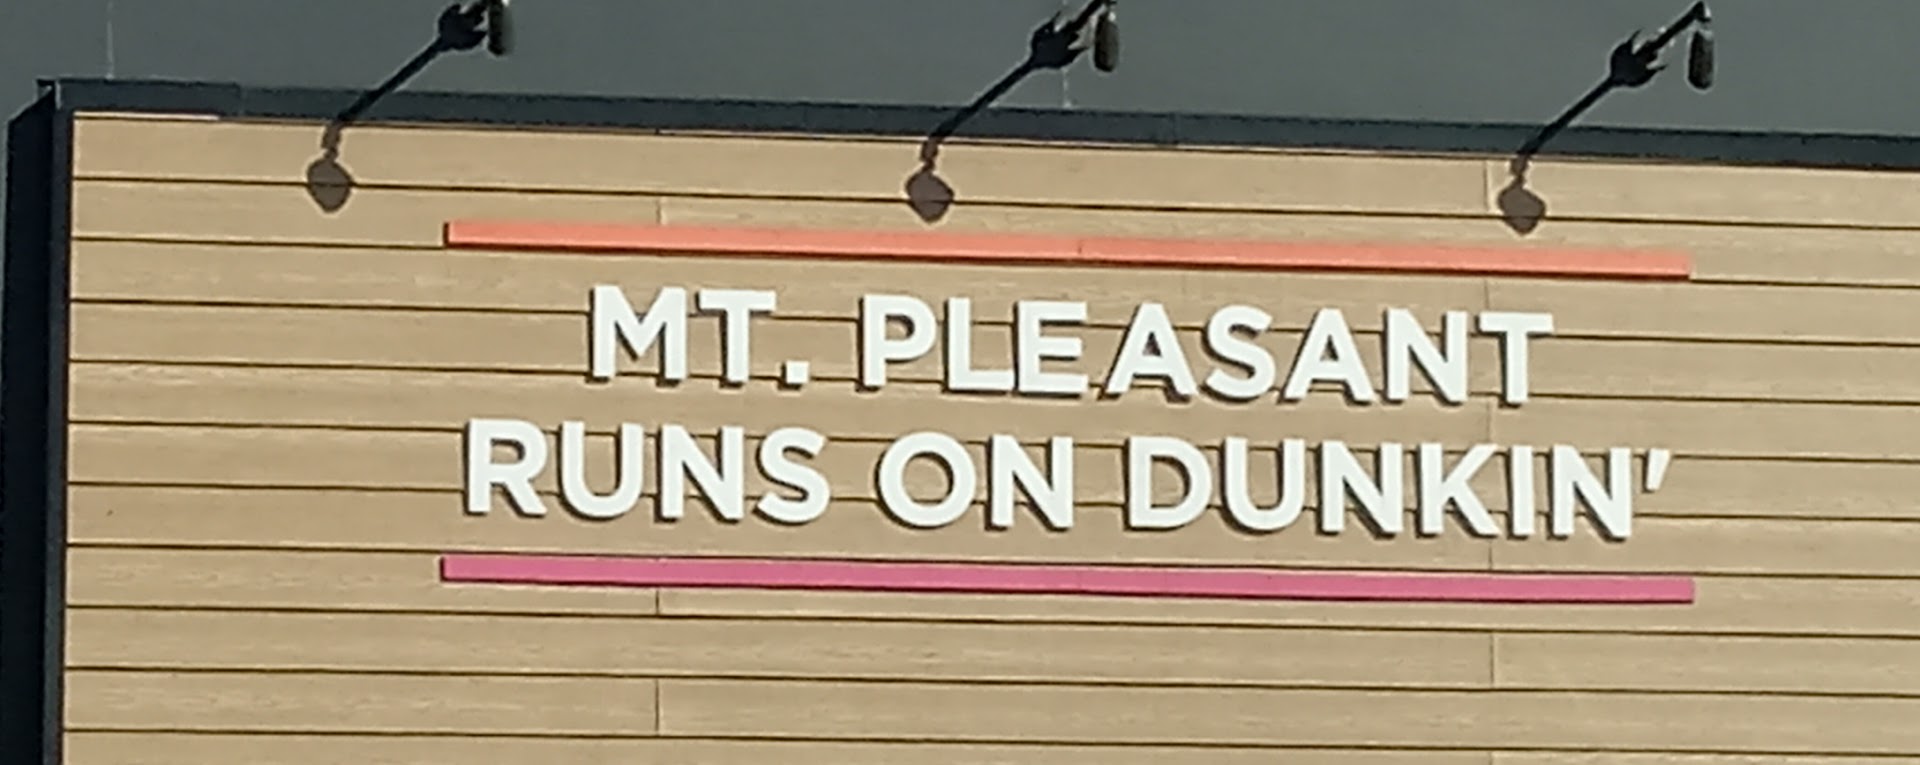 MT. PLEASANT
RUNS ON DUNKIN'